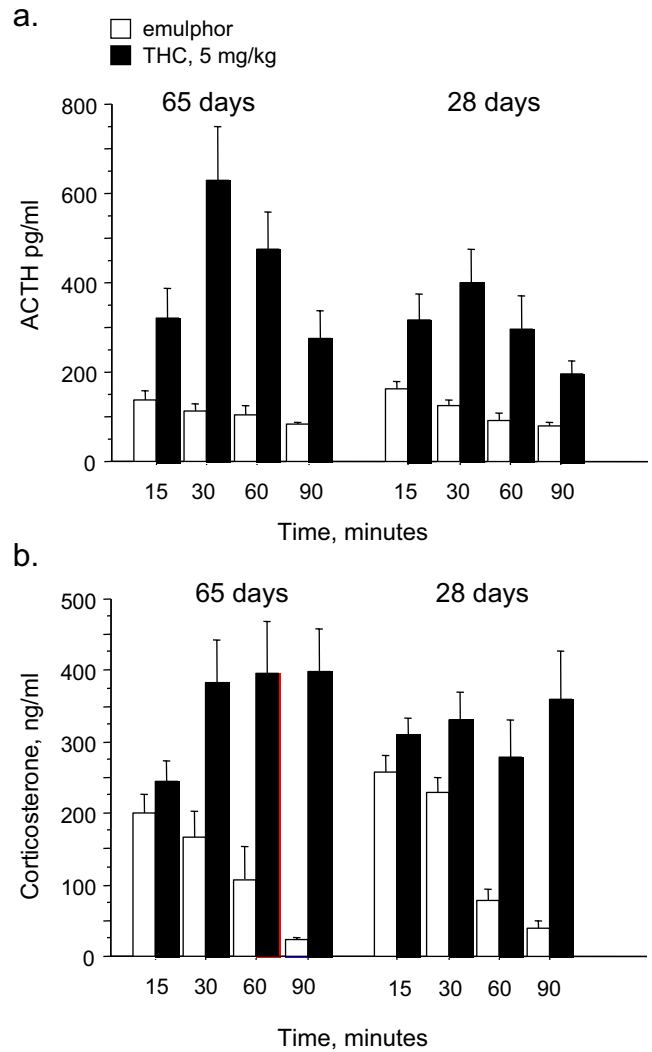 a.
emulphor
THC, 5 mg/kg
65 days
28 days
800
600
400
200
0
ACTH pg/ml
15 30 60 90 15 30 60 90
Time, minutes
b.
65 days
28 days
500
400
300
200
100
0
Corticosterone, ng/ml
15 30 60 90 15 30 60 90
Time, minutes